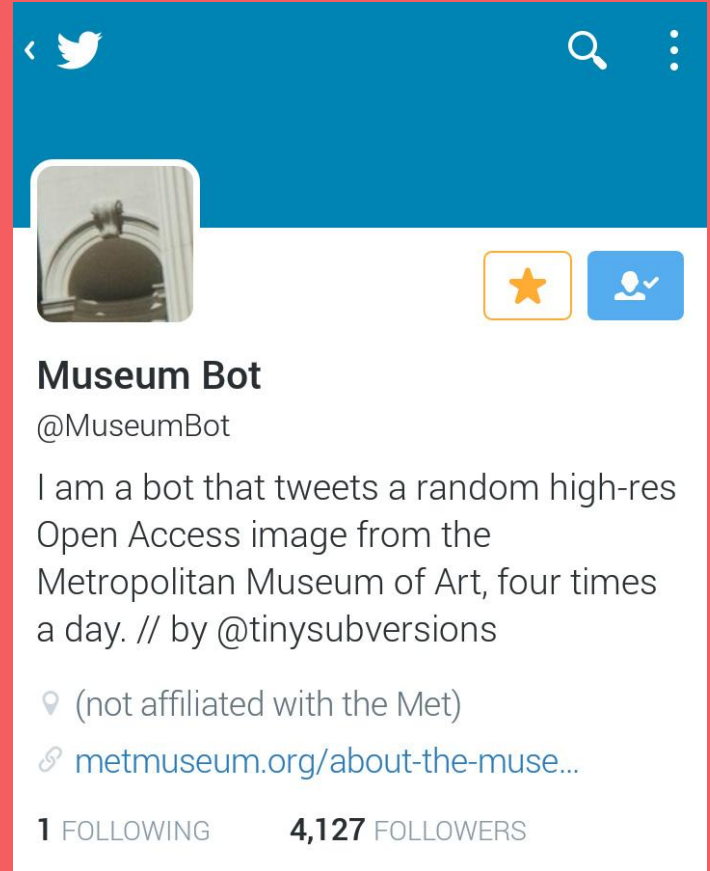 Museum Bot
@MuseumBot
I am a bot that tweets a random high-res
Open Access image from the
Metropolitan Museum of Art, four times
a day. // by @tinysubversions
(not affiliated with the Met)
metmuseum.org/about-the-muse...
1 FOLLOWING 4,127 FOLLOWERS